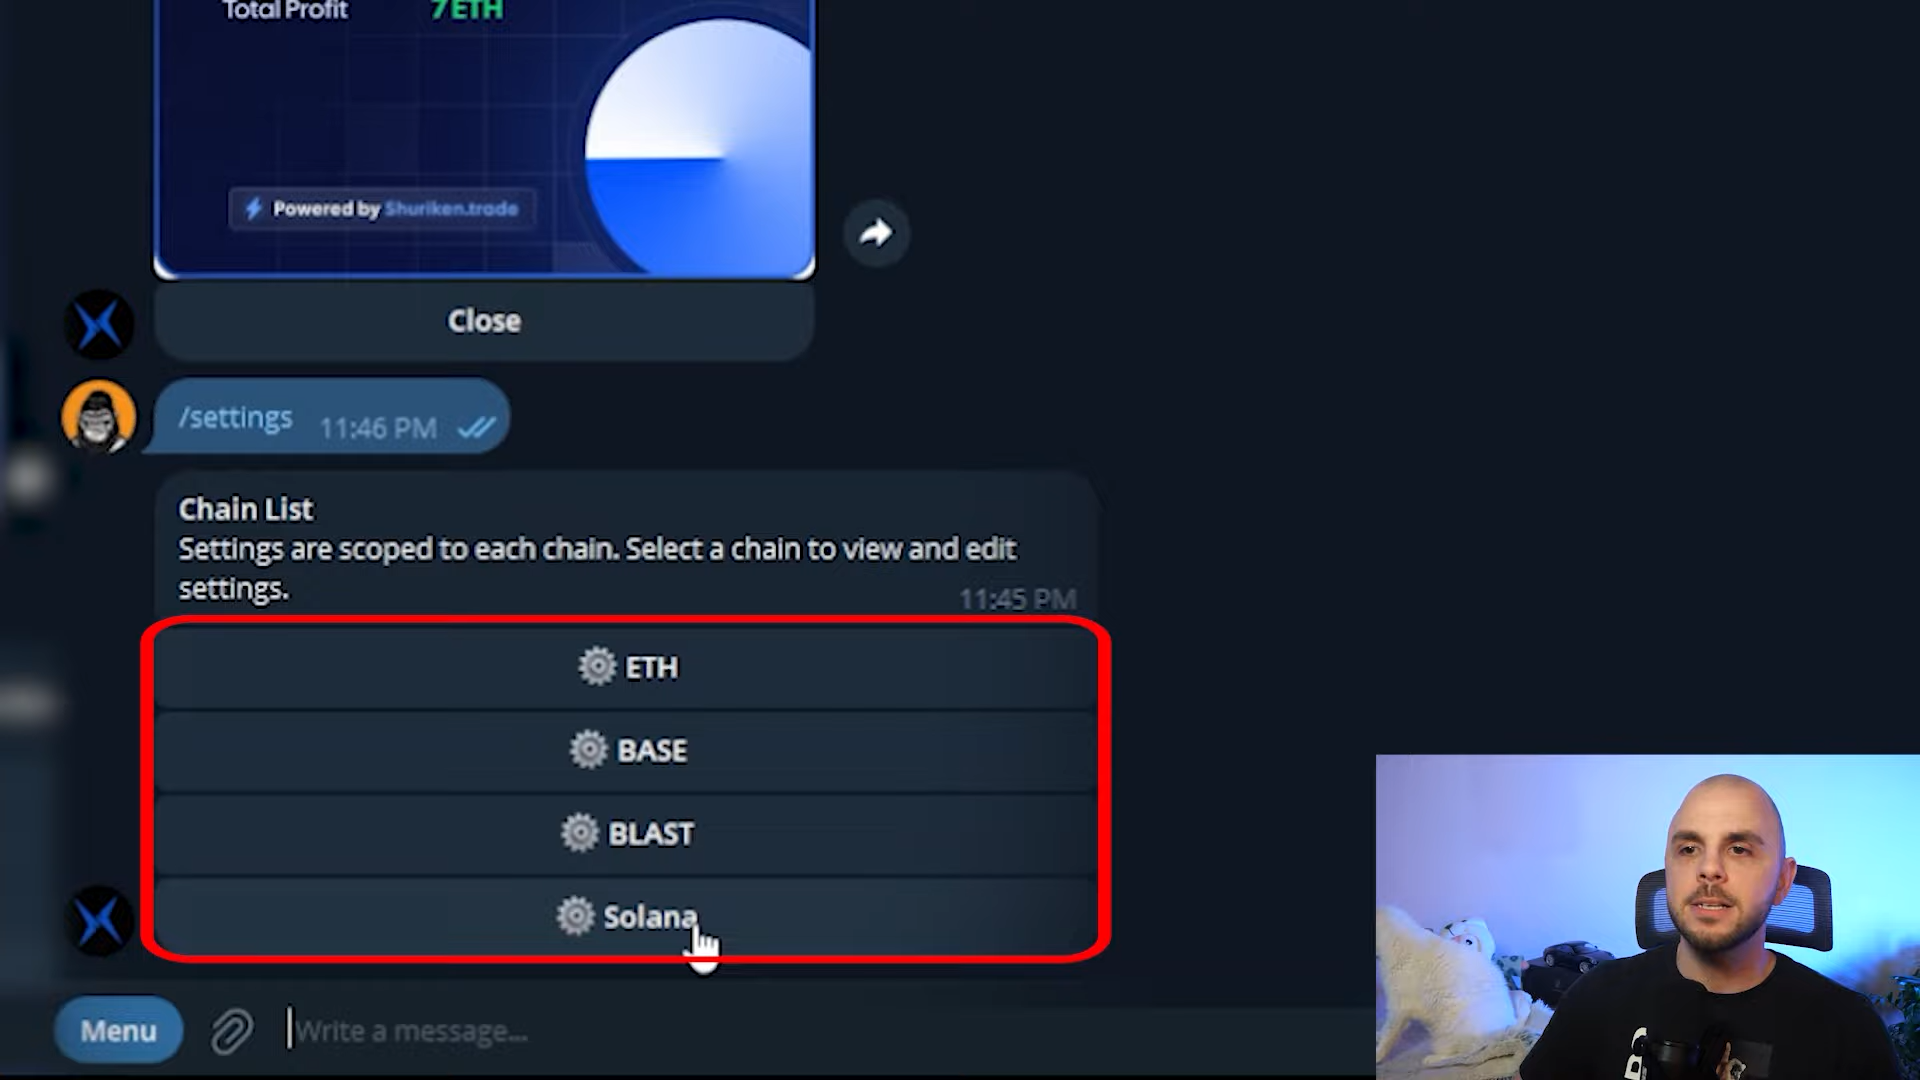 Total Profit 7 ETH
Powered by Shuriken.trade
Close
/settings 11:46 PM
Chain List
Settings are scoped to each chain. Select a chain to view and edit
settings.
11:45 PM
ETH
BASE
BLAST
Solana
Menu
Write a message...